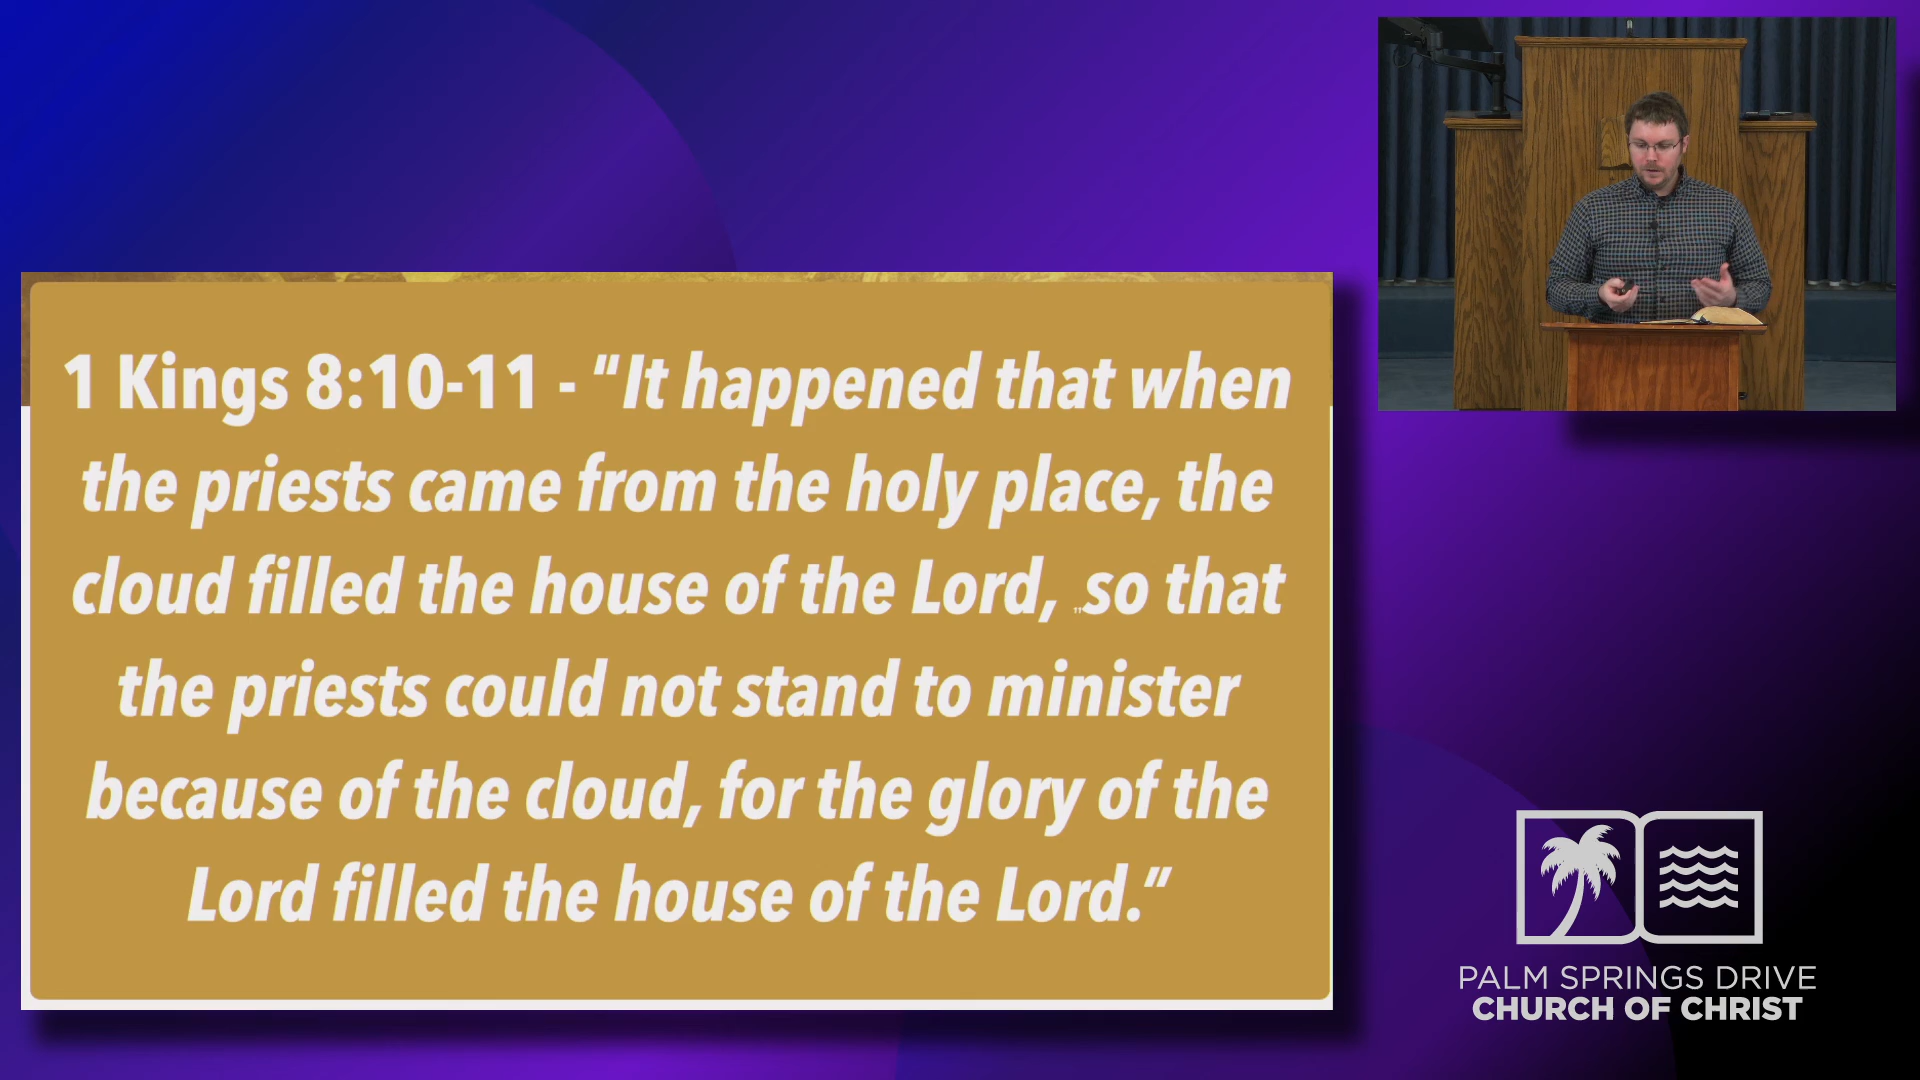 1 Kings 8:10-11 - “It happened that when
the priests came from the holy place, the
cloud filled the house of the Lord, so that
the priests could not stand to minister
because of the cloud, for the glory of the
Lord filled the house of the Lord.”
PALM SPRINGS DRIVE
CHURCH OF CHRIST